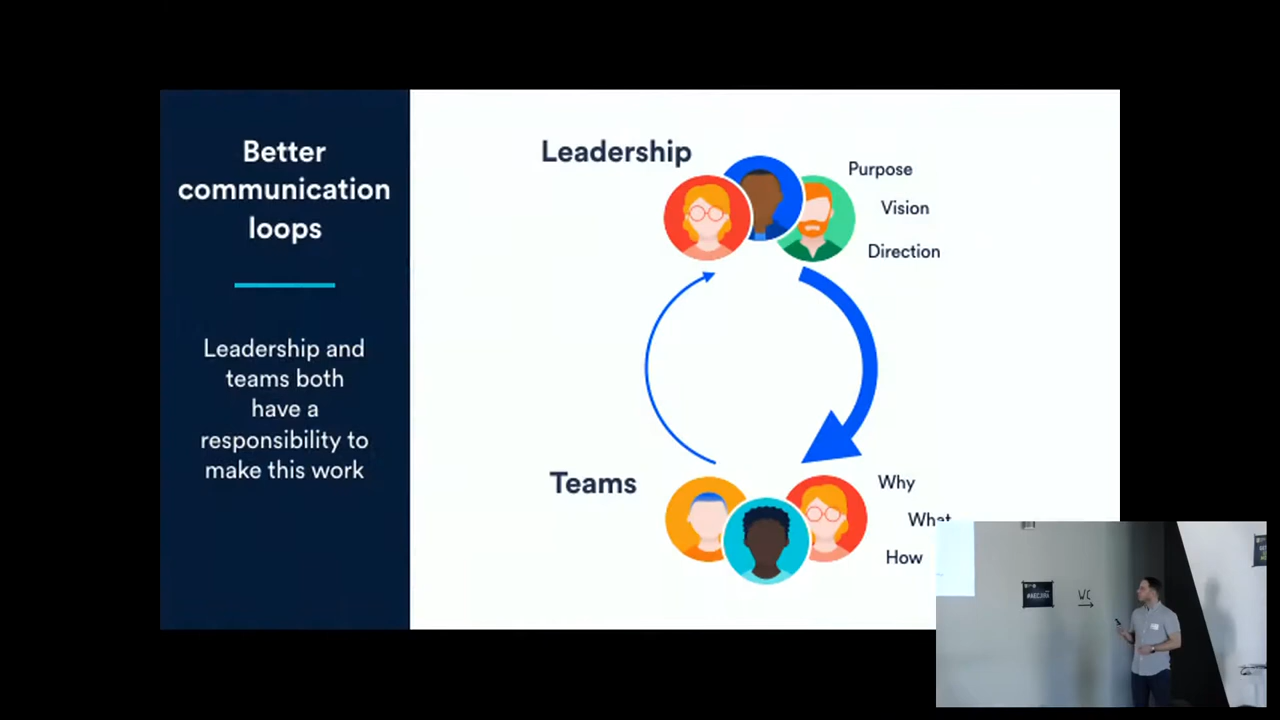 Better
communication
loops
Leadership and
teams both
have a
responsibility to
make this work
Leadership
Purpose
Vision
Direction
Teams
Why
What
How
WC